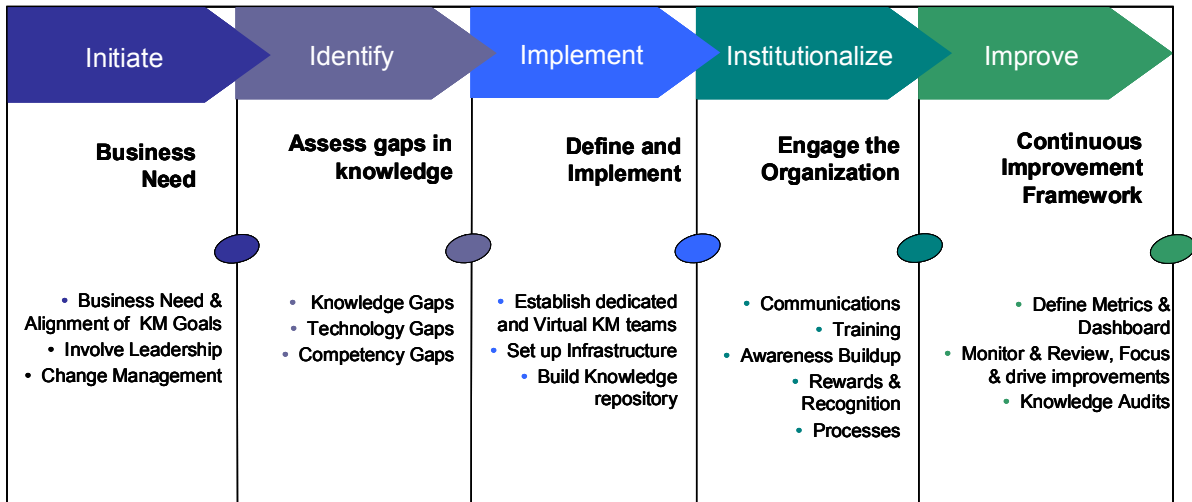 Initiate
Identify
Implement
Institutionalize
Improve
Business
Need
Assess gaps in
knowledge
Define and
Implement
Engage the
Organization
Continuous
Improvement
Framework
• Business Need &
Alignment of KM Goals
• Involve Leadership
• Change Management
• Knowledge Gaps
• Technology Gaps
• Competency Gaps
• Establish dedicated
and Virtual KM teams
• Set up Infrastructure
• Build Knowledge
repository
• Communications
• Training
• Awareness Buildup
• Rewards &
Recognition
• Processes
• Define Metrics &
Dashboard
• Monitor & Review, Focus
& drive improvements
• Knowledge Audits